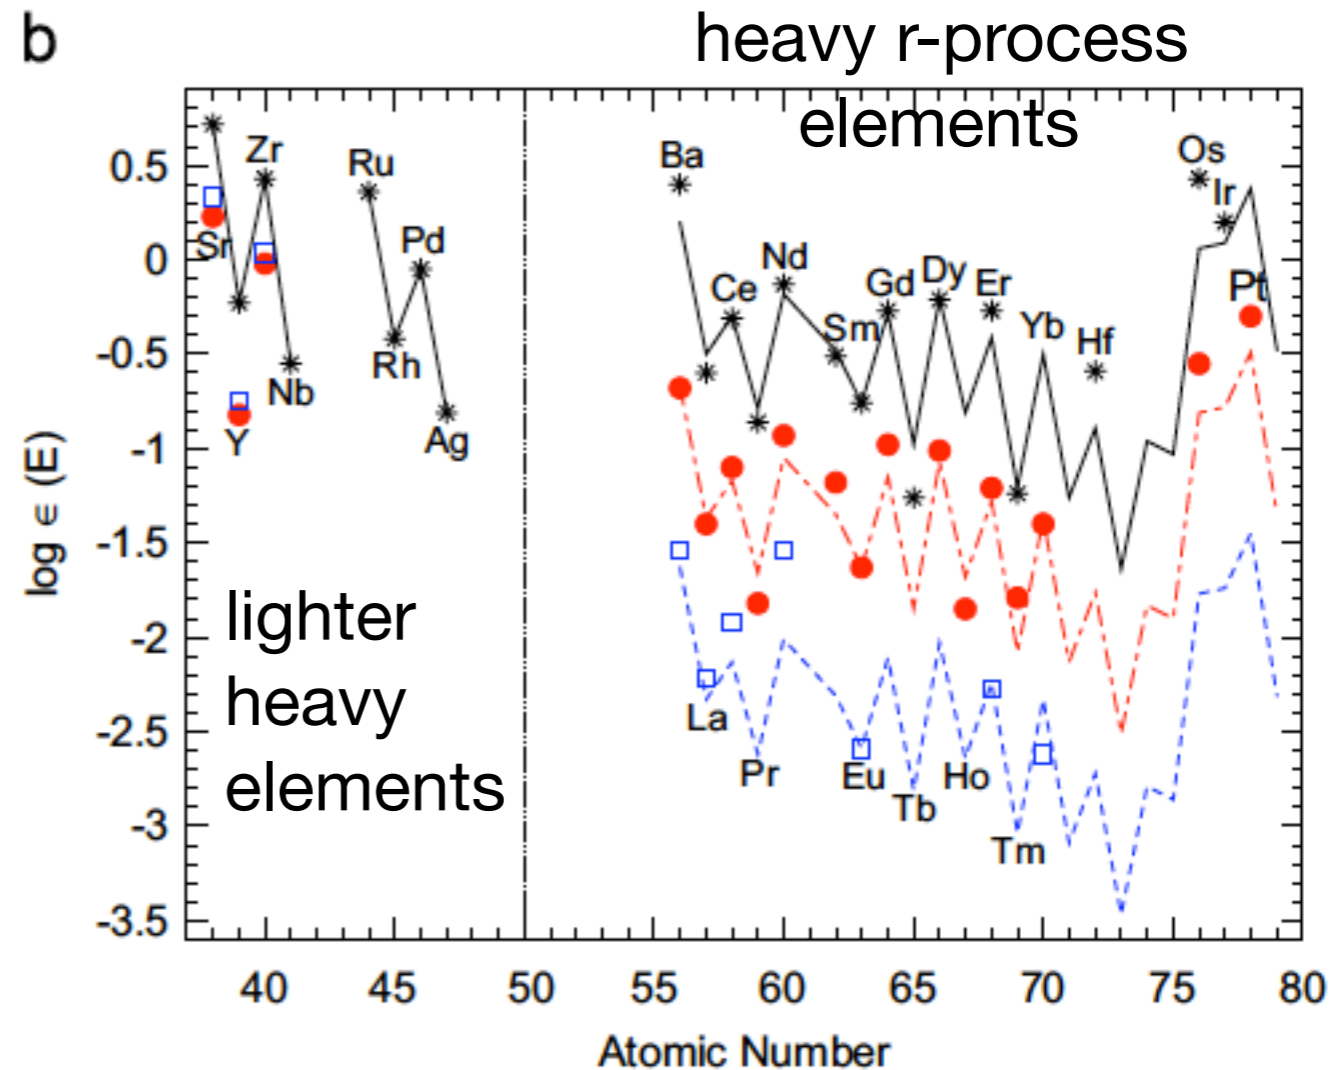 b
heavy r-process
elements
Ba
Os
Zr
Ru
Ir
0.5
Pd
Nd
Ce
Gd
Dy
Er
Sr
Pt
0
Sm
Yb
Hf
-0.5
Rh
Nb
Y
Ag
-1
log ϵ (E)
-1.5
lighter
heavy
elements
-2
La
-2.5
Pr
Eu
Ho
Tb
Tm
-3
-3.5
40 45 50 55 60 65 70 75 80
Atomic Number